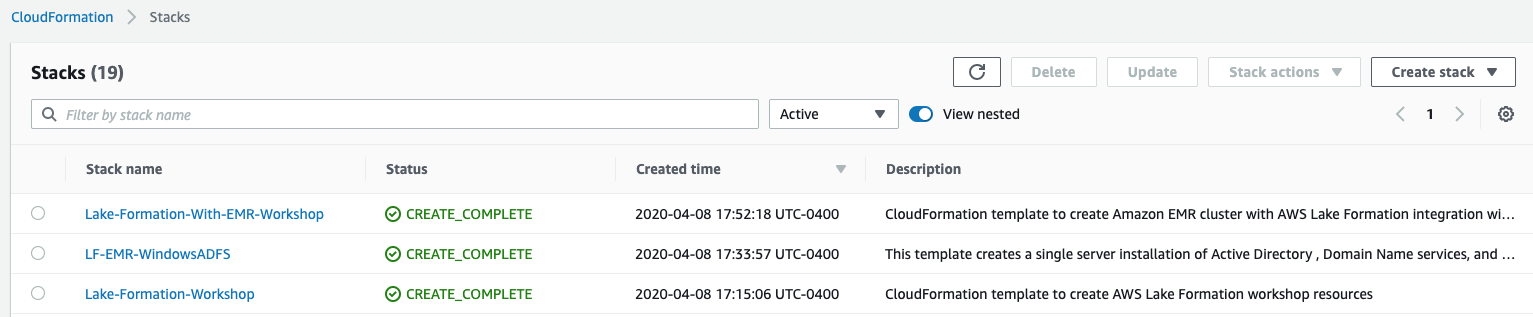 CloudFormation > Stacks
Stacks (19) Delete Update Stack actions Create stack
Filter by stack name Active View nested 1
Stack name Status Created time Description
Lake-Formation-With-EMR-Workshop CREATE_COMPLETE 2020-04-08 17:52:18 UTC-0400 CloudFormation template to create Amazon EMR cluster with AWS Lake Formation integration wi...
LF-EMR-WindowsADFS CREATE_COMPLETE 2020-04-08 17:33:57 UTC-0400 This template creates a single server installation of Active Directory , Domain Name services, and ...
Lake-Formation-Workshop CREATE_COMPLETE 2020-04-08 17:15:06 UTC-0400 CloudFormation template to create AWS Lake Formation workshop resources